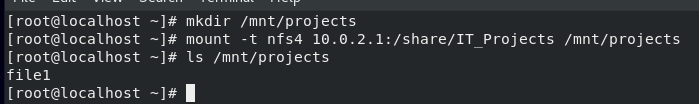 [root@localhost ~]# mkdir /mnt/projects
[root@localhost ~]# mount -t nfs4 10.0.2.1:/share/IT_Projects /mnt/projects
[root@localhost ~]# ls /mnt/projects
file1
[root@localhost ~]#